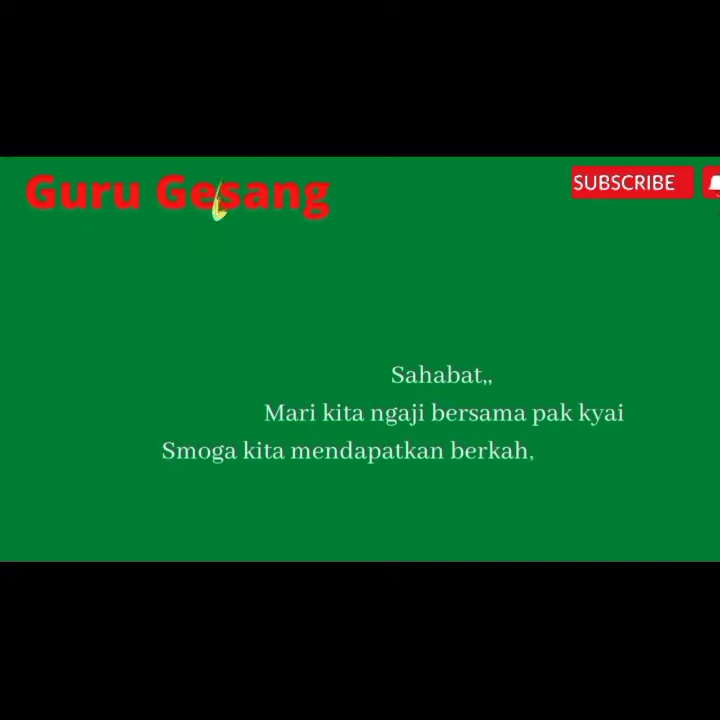 Guru Gesang
SUBSCRIBE
Sahabat,,
Mari kita ngaji bersama pak kyai
Smoga kita mendapatkan berkah,